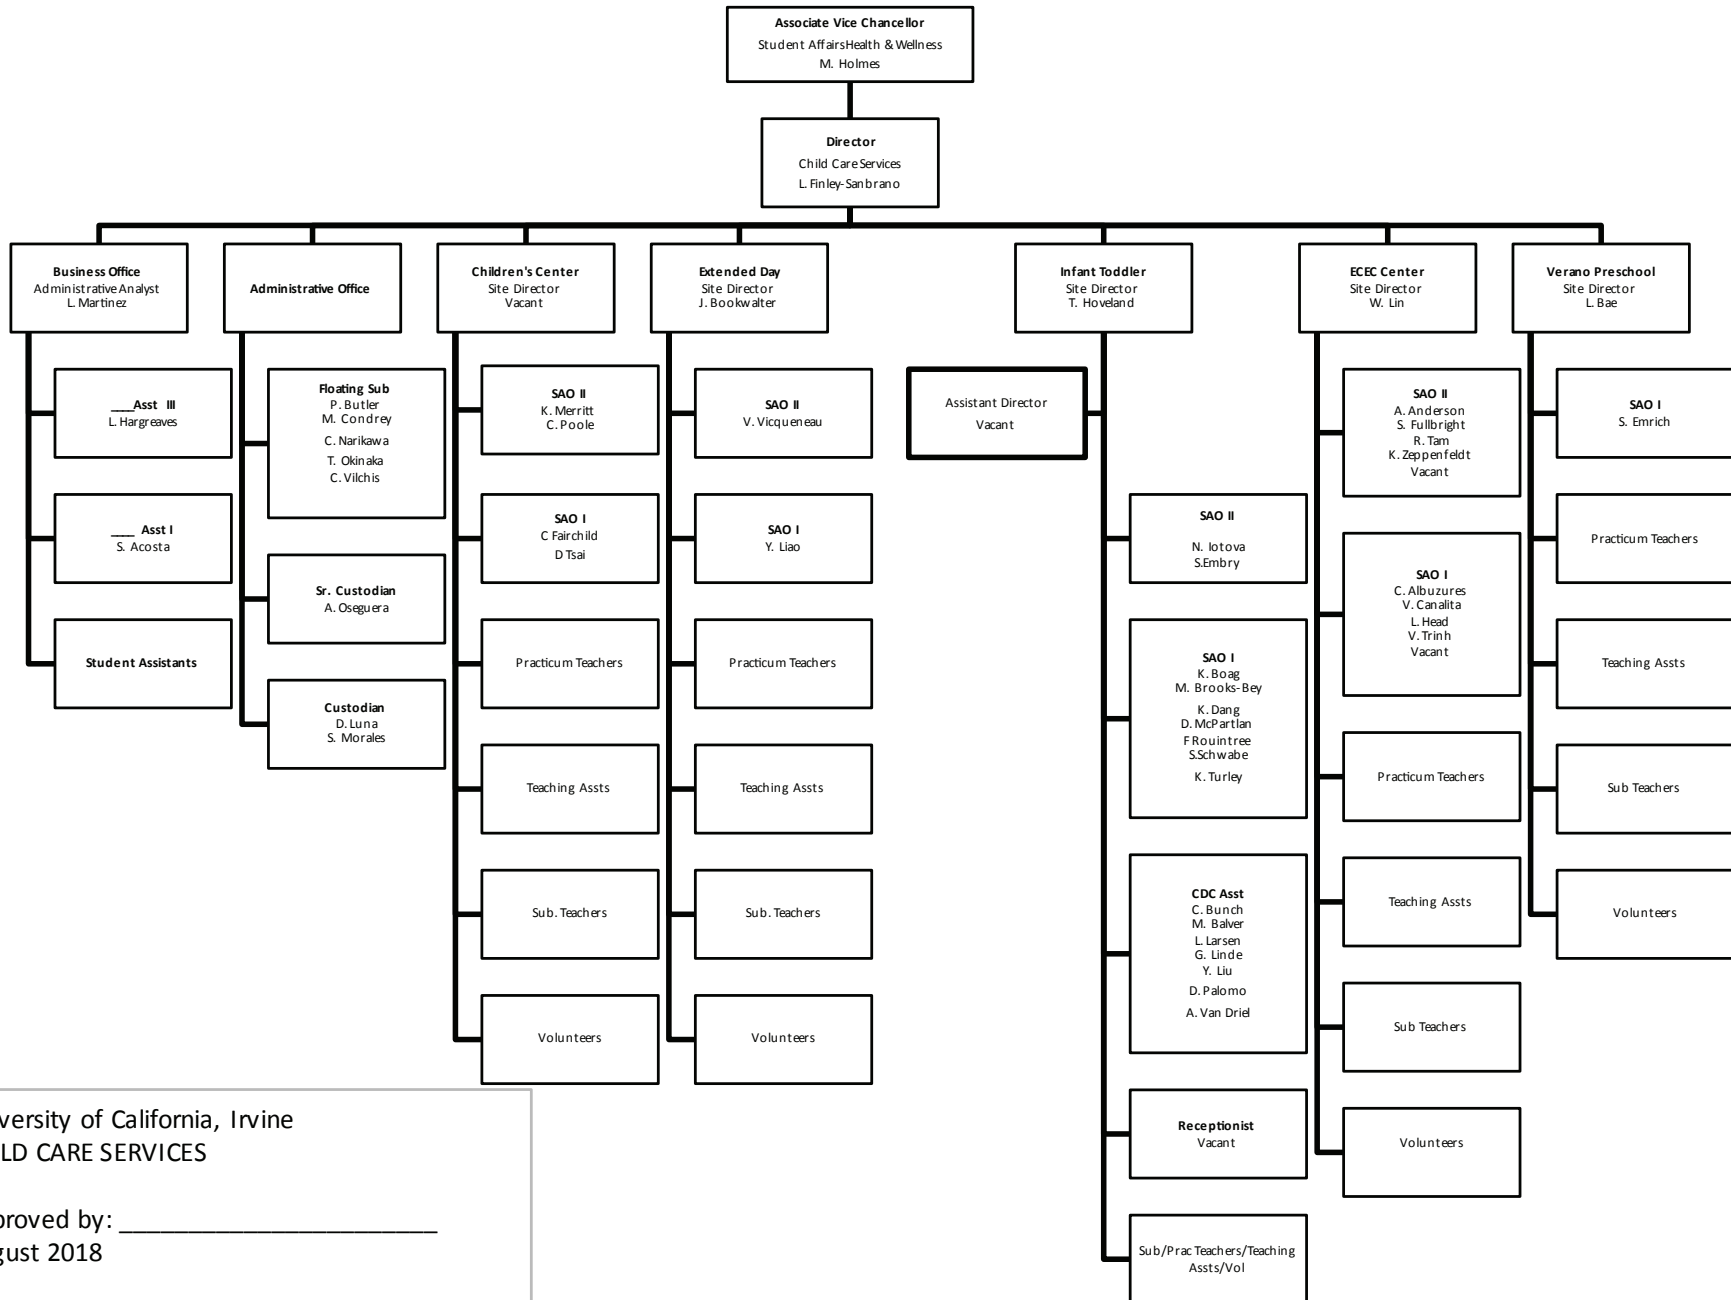 Associate Vice Chancellor
Student AffairsHealth & Wellness
M. Holmes
Director
Child Care Services
L. Finley-Sanbrano
Business Office
Administrative Analyst
L. Martinez
Administrative Office
Children's Center
Site Director
Vacant
Extended Day
Site Director
J. Bookwalter
Infant Toddler
Site Director
T. Hoveland
ECEC Center
Site Director
W. Lin
Verano Preschool
Site Director
L. Bae
____Asst III
L. Hargreaves
____ Asst I
S. Acosta
Student Assistants
Floating Sub
P. Butler
M. Condrey
C. Narikawa
T. Okinaka
C. Vilchis
Sr. Custodian
A. Oseguera
Custodian
D. Luna
S. Morales
SAO II
K. Merritt
C. Poole
SAO I
C Fairchild
D Tsai
Practicum Teachers
Teaching Assts
Sub. Teachers
Volunteers
SAO II
V. Vicqueneau
SAO I
Y. Liao
Practicum Teachers
Teaching Assts
Sub. Teachers
Volunteers
Assistant Director
Vacant
SAO II
N. Iotova
S.Embry
SAO I
K. Boag
M. Brooks-Bey
K. Dang
D. McPartlan
F Rouintree
S.Schwabe
K. Turley
CDC Asst
C. Bunch
M. Balver
L. Larsen
G. Linde
Y. Liu
D. Palomo
A. Van Driel
Receptionist
Vacant
Sub/Prac Teachers/Teaching
Assts/Vol
SAO II
A. Anderson
S. Fullbright
R. Tam
K. Zeppenfeldt
Vacant
SAO I
C. Albuzures
V. Canalita
L. Head
V. Trinh
Vacant
Practicum Teachers
Teaching Assts
Sub Teachers
Volunteers
SAO I
S. Emrich
Practicum Teachers
Teaching Assts
Sub Teachers
Volunteers
versity of California, Irvine
LD CARE SERVICES
proved by: _______________________
gust 2018